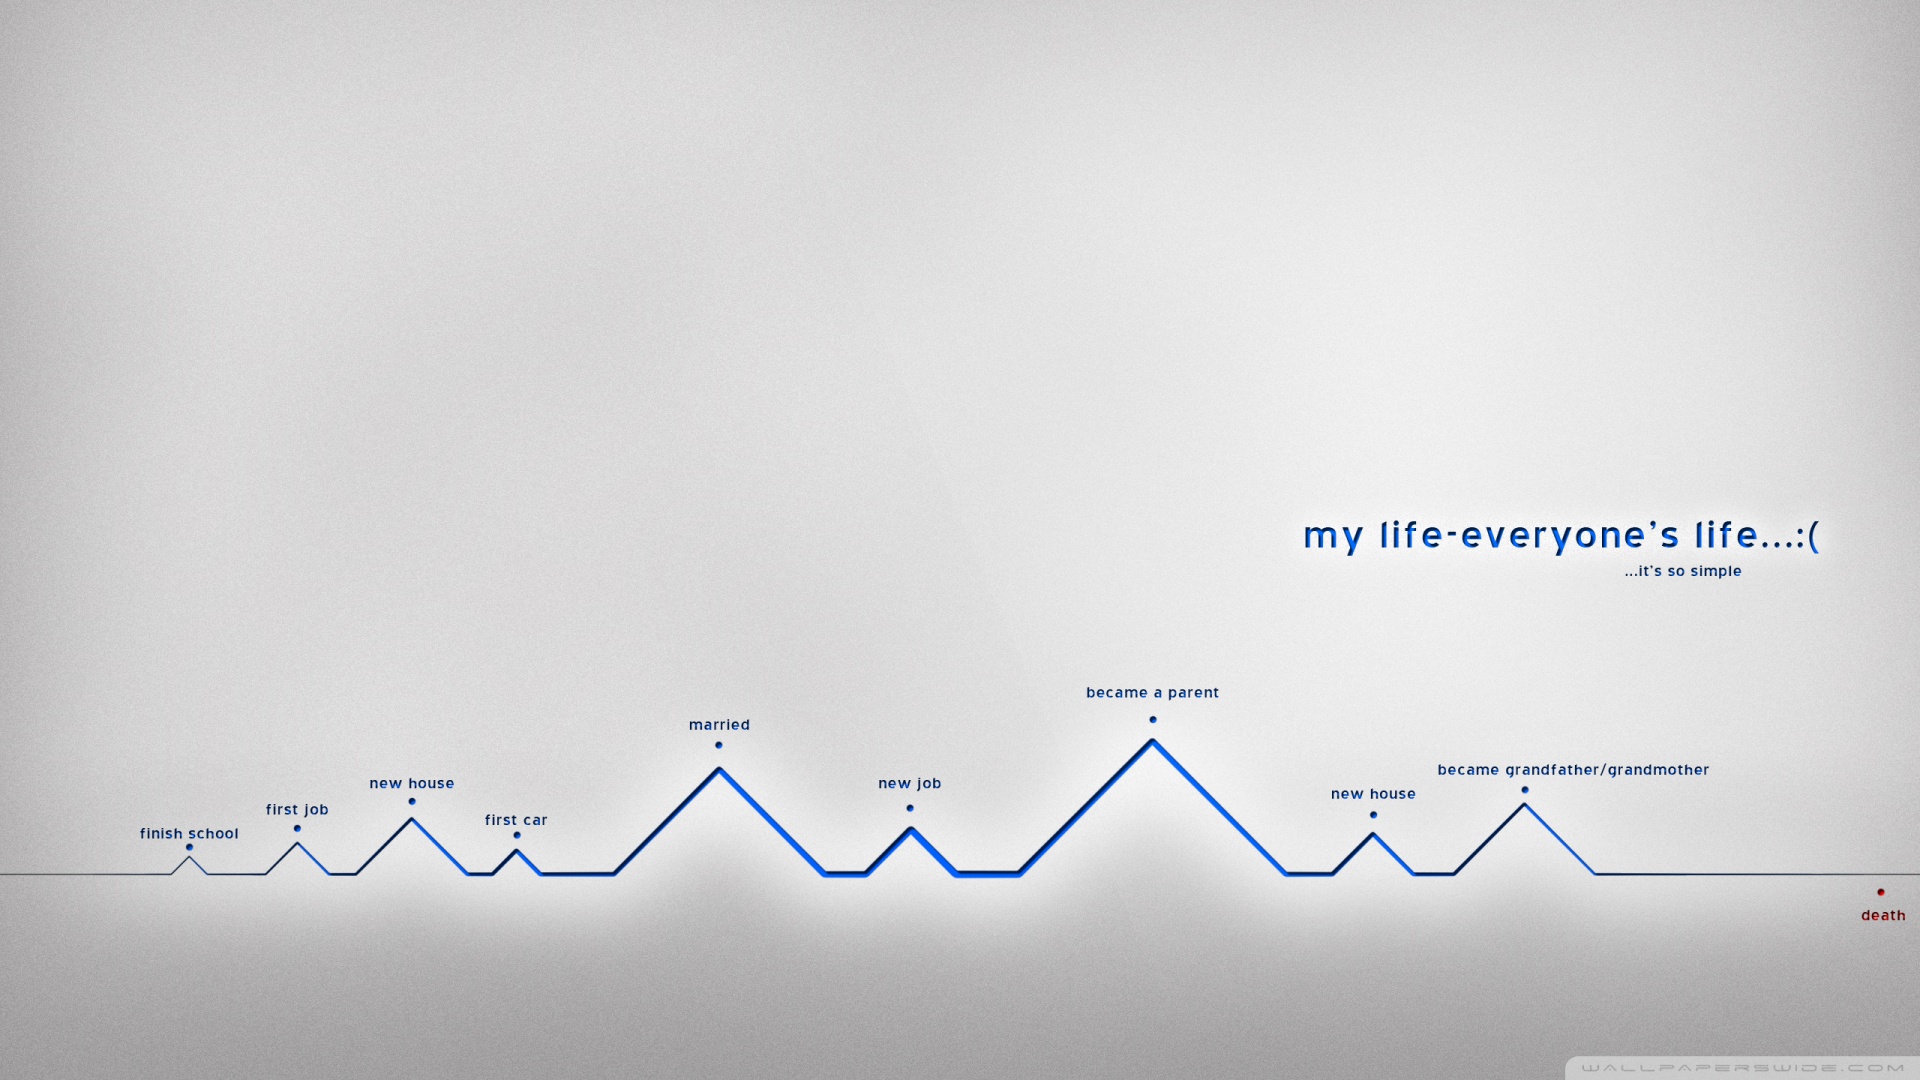 my life-everyone's life...:(
...it's so simple
became a parent
married
became grandfather/grandmother
new house
new job
new house
first job
first car
finish school
death
WALLPAPERSWIDE.COM